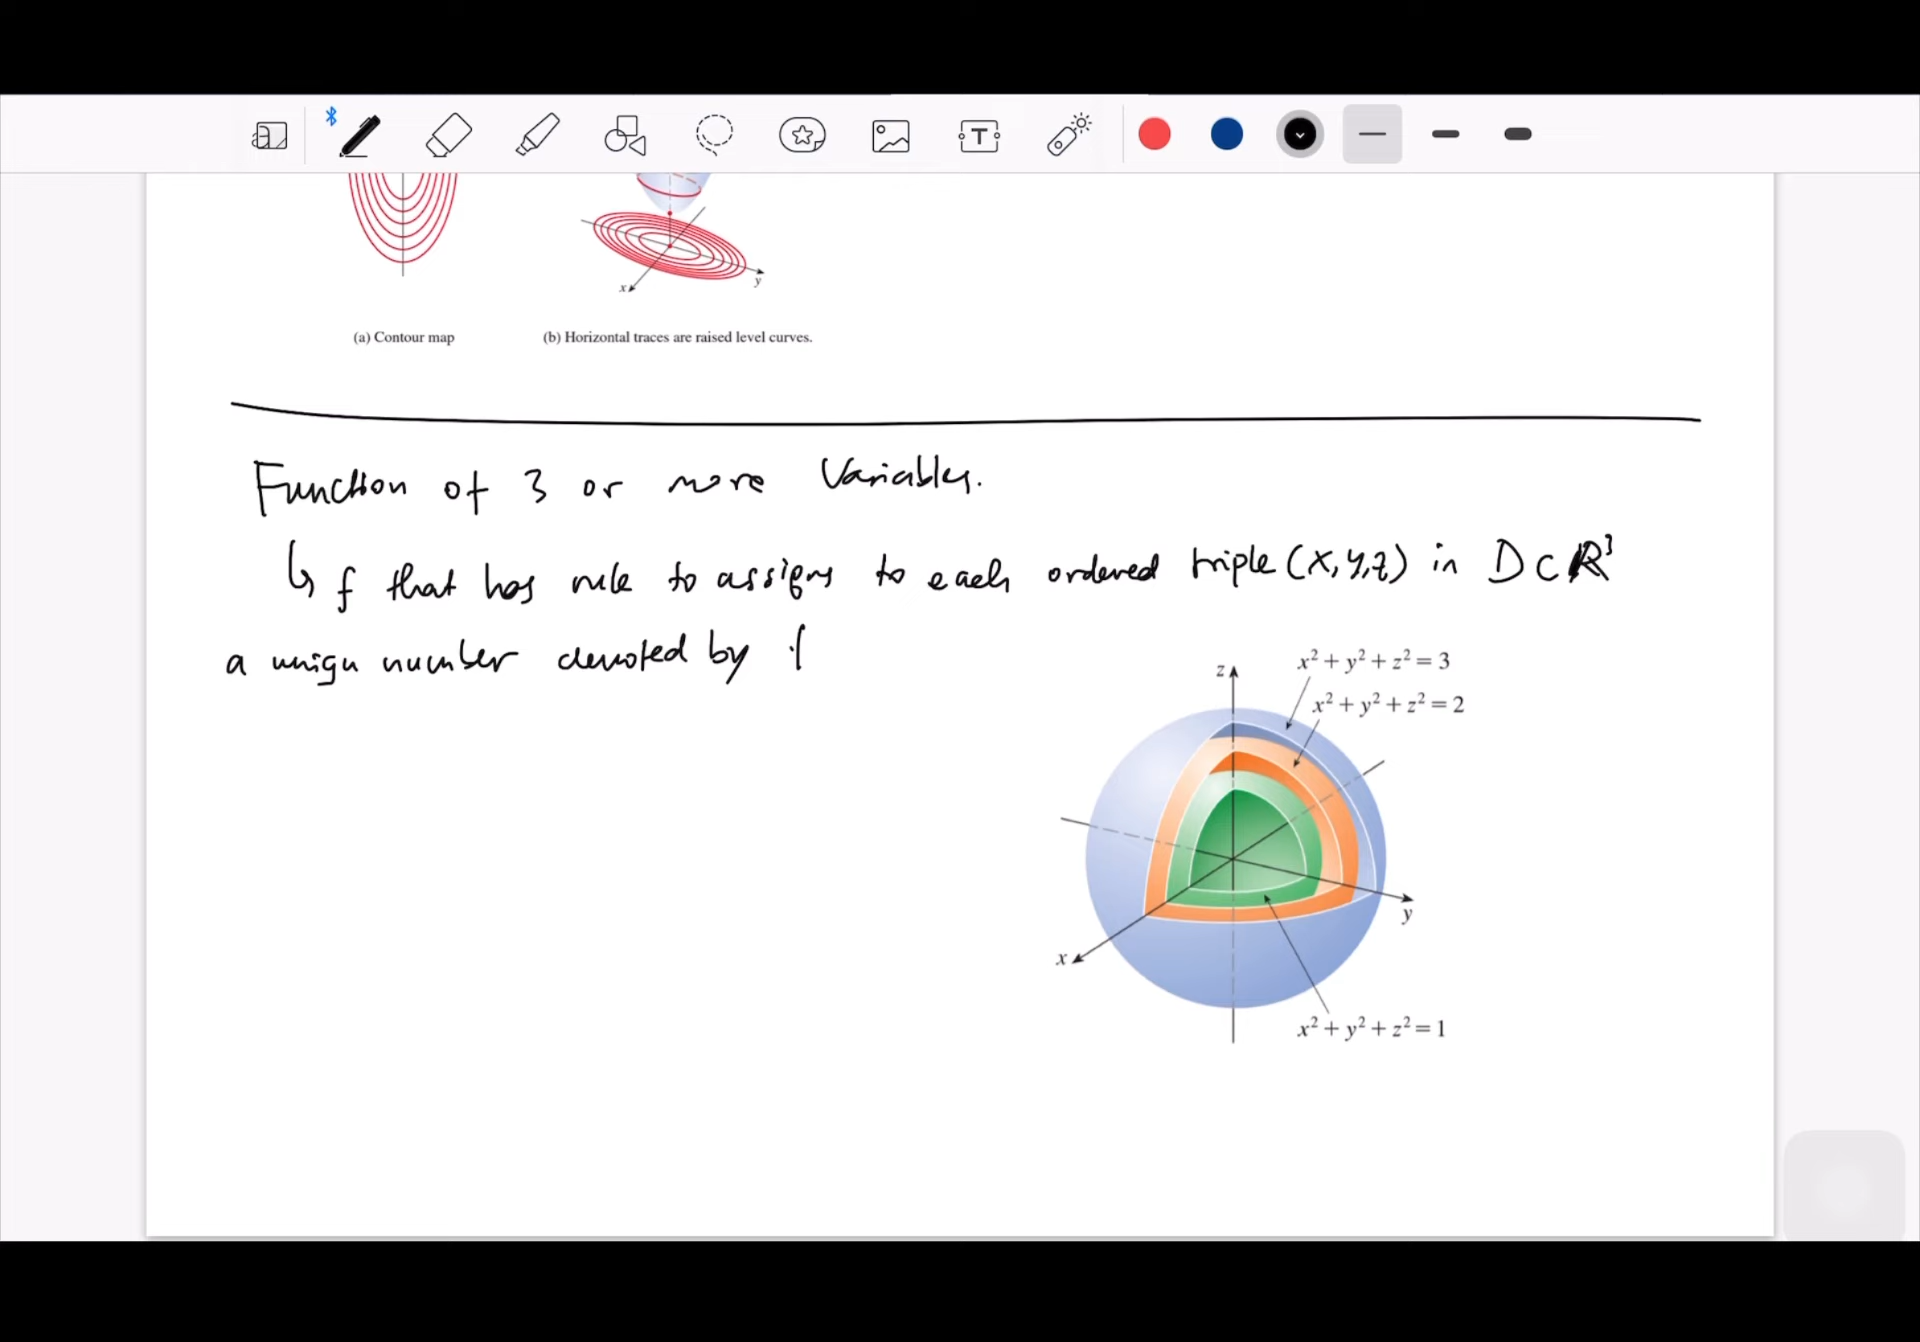 x
y
(a) Contour map
(b) Horizontal traces are raised level curves.
Function of 3 or more Variables.
↳ f that has rule to assigns to each ordered triple (x,y,z) in D⊂ℝ³
a uniqu number denoted by f
z
x² + y² + z² = 3
x² + y² + z² = 2
y
x
x² + y² + z² = 1